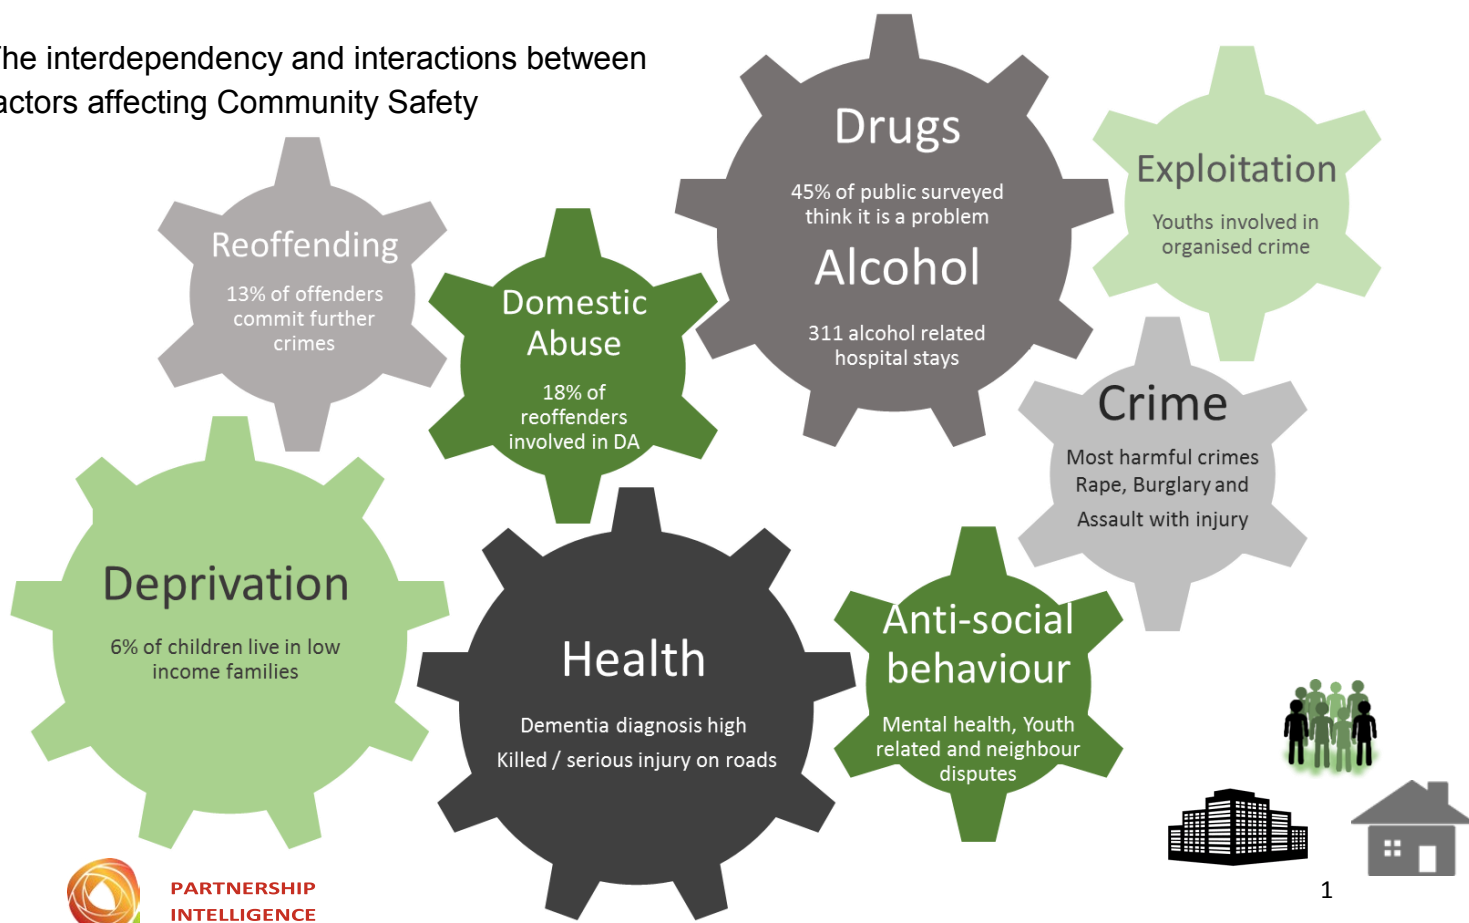 he interdependency and interactions between
actors affecting Community Safety
Drugs
45% of public surveyed
think it is a problem
Alcohol
311 alcohol related
hospital stays
Exploitation
Youths involved in
organised crime
Reoffending
13% of offenders
commit further
crimes
Domestic
Abuse
18% of
reoffenders
involved in DA
Crime
Most harmful crimes
Rape, Burglary and
Assault with injury
Deprivation
6% of children live in low
income families
Health
Dementia diagnosis high
Killed / serious injury on roads
Anti-social
behaviour
Mental health, Youth
related and neighbour
disputes
PARTNERSHIP
INTELLIGENCE
1